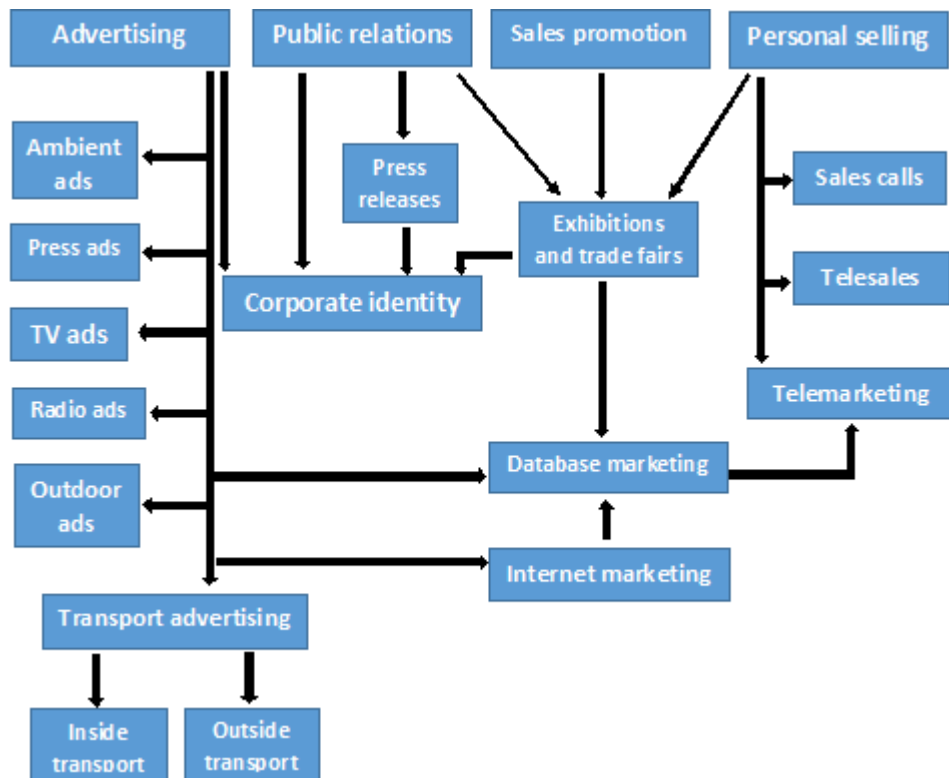 Advertising
Public relations
Sales promotion
Personal selling
Ambient
ads
Press
releases
Sales calls
Press ads
Exhibitions
and trade fairs
Corporate identity
Telesales
TV ads
Radio ads
Telemarketing
Database marketing
Outdoor
ads
Internet marketing
Transport advertising
Inside
transport
Outside
transport